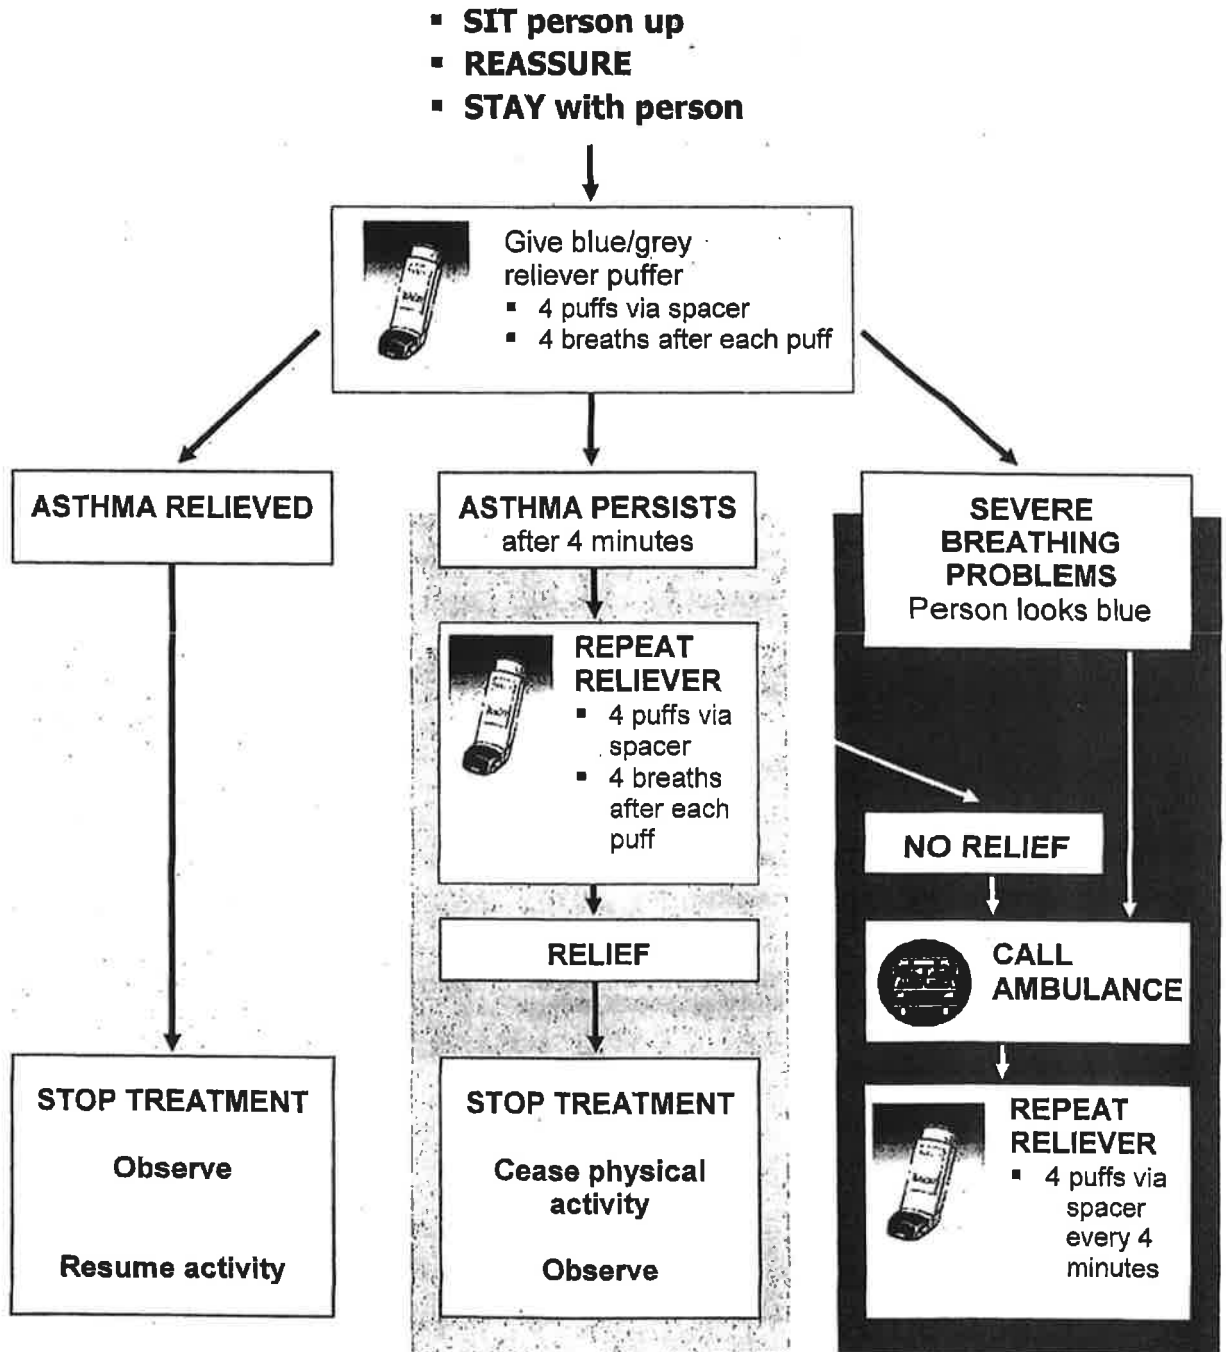 ▪ SIT person up
▪ REASSURE
▪ STAY with person
Give blue/grey
reliever puffer
▪ 4 puffs via spacer
▪ 4 breaths after each puff
ASTHMA RELIEVED
ASTHMA PERSISTS
after 4 minutes
SEVERE
BREATHING
PROBLEMS
Person looks blue
REPEAT
RELIEVER
▪ 4 puffs via
spacer
▪ 4 breaths
after each
puff
NO RELIEF
RELIEF
CALL
AMBULANCE
STOP TREATMENT
Observe
Resume activity
STOP TREATMENT
Cease physical
activity
Observe
REPEAT
RELIEVER
▪ 4 puffs via
spacer
every 4
minutes